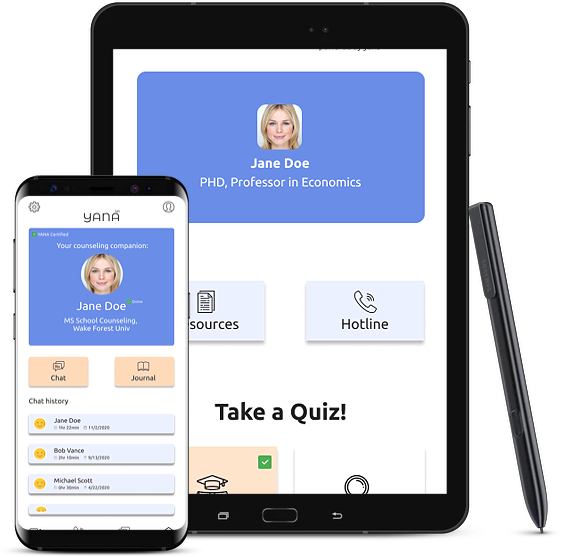 Jane Doe
PHD, Professor in Economics
sources
Hotline
Take a Quiz!
YANA
YANA Certified
Your counseling companion:
Jane Doe
Online
MS School Counseling,
Wake Forest Univ
Chat
Journal
Chat history
Jane Doe
1hr 22min 11/2/2020
Bob Vance
2hr 10min 9/13/2020
Michael Scott
0hr 30min 4/22/2020